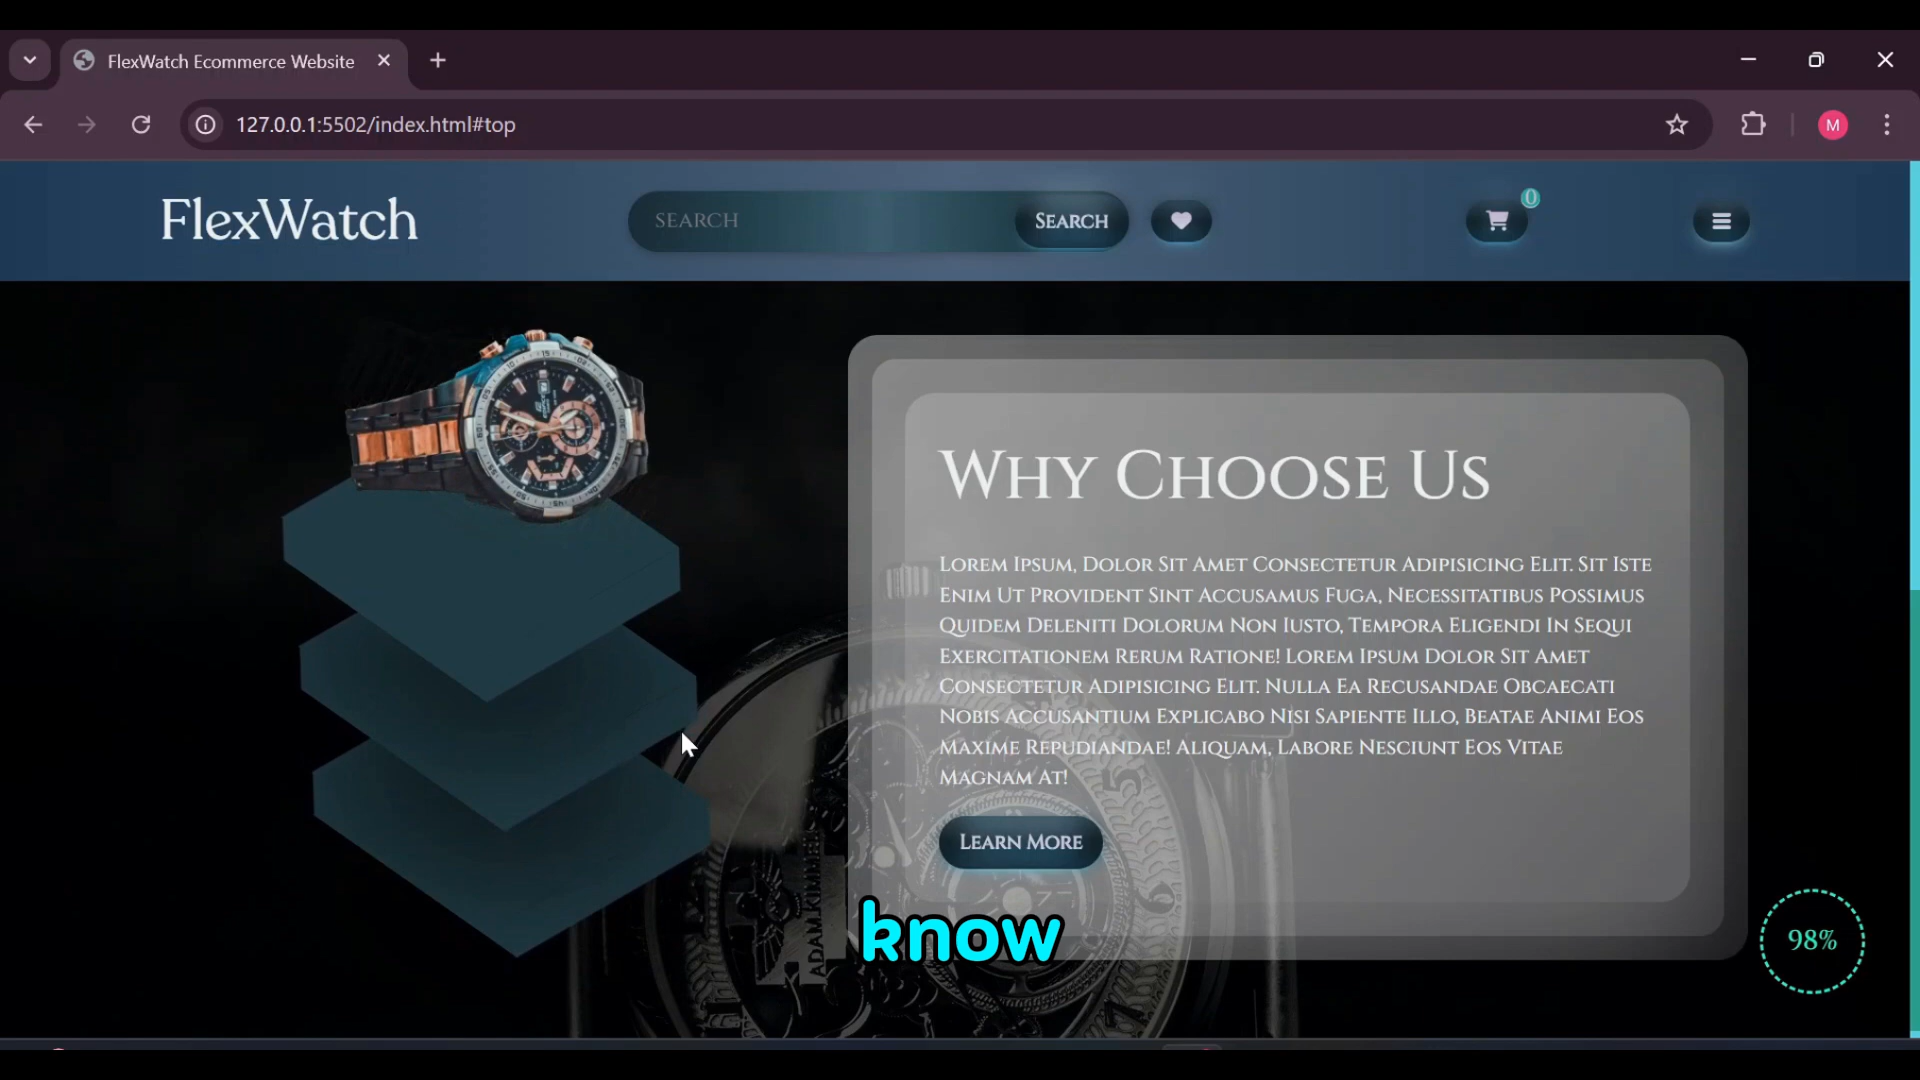 FlexWatch Ecommerce Website
127.0.0.1:5502/index.html#top
M
FlexWatch
SEARCH
SEARCH
0
WHY CHOOSE US
LOREM IPSUM, DOLOR SIT AMET CONSECTETUR ADIPISICING ELIT. SIT ISTE
ENIM UT PROVIDENT SINT ACCUSAMUS FUGA, NECESSITATIBUS POSSIMUS
QUIDEM DELENITI DOLORUM NON IUSTO, TEMPORA ELIGENDI IN SEQUI
EXERCITATIONEM RERUM RATIONE! LOREM IPSUM DOLOR SIT AMET
CONSECTETUR ADIPISICING ELIT. NULLA EA RECUSANDAE OBCAECATI
NOBIS ACCUSANTIUM EXPLICABO NISI SAPIENTE ILLO, BEATAE ANIMI EOS
MAXIME REPUDIANDAE! ALIQUAM, LABORE NESCIUNT EOS VITAE
MAGNAM AT!
LEARN MORE
know
98%